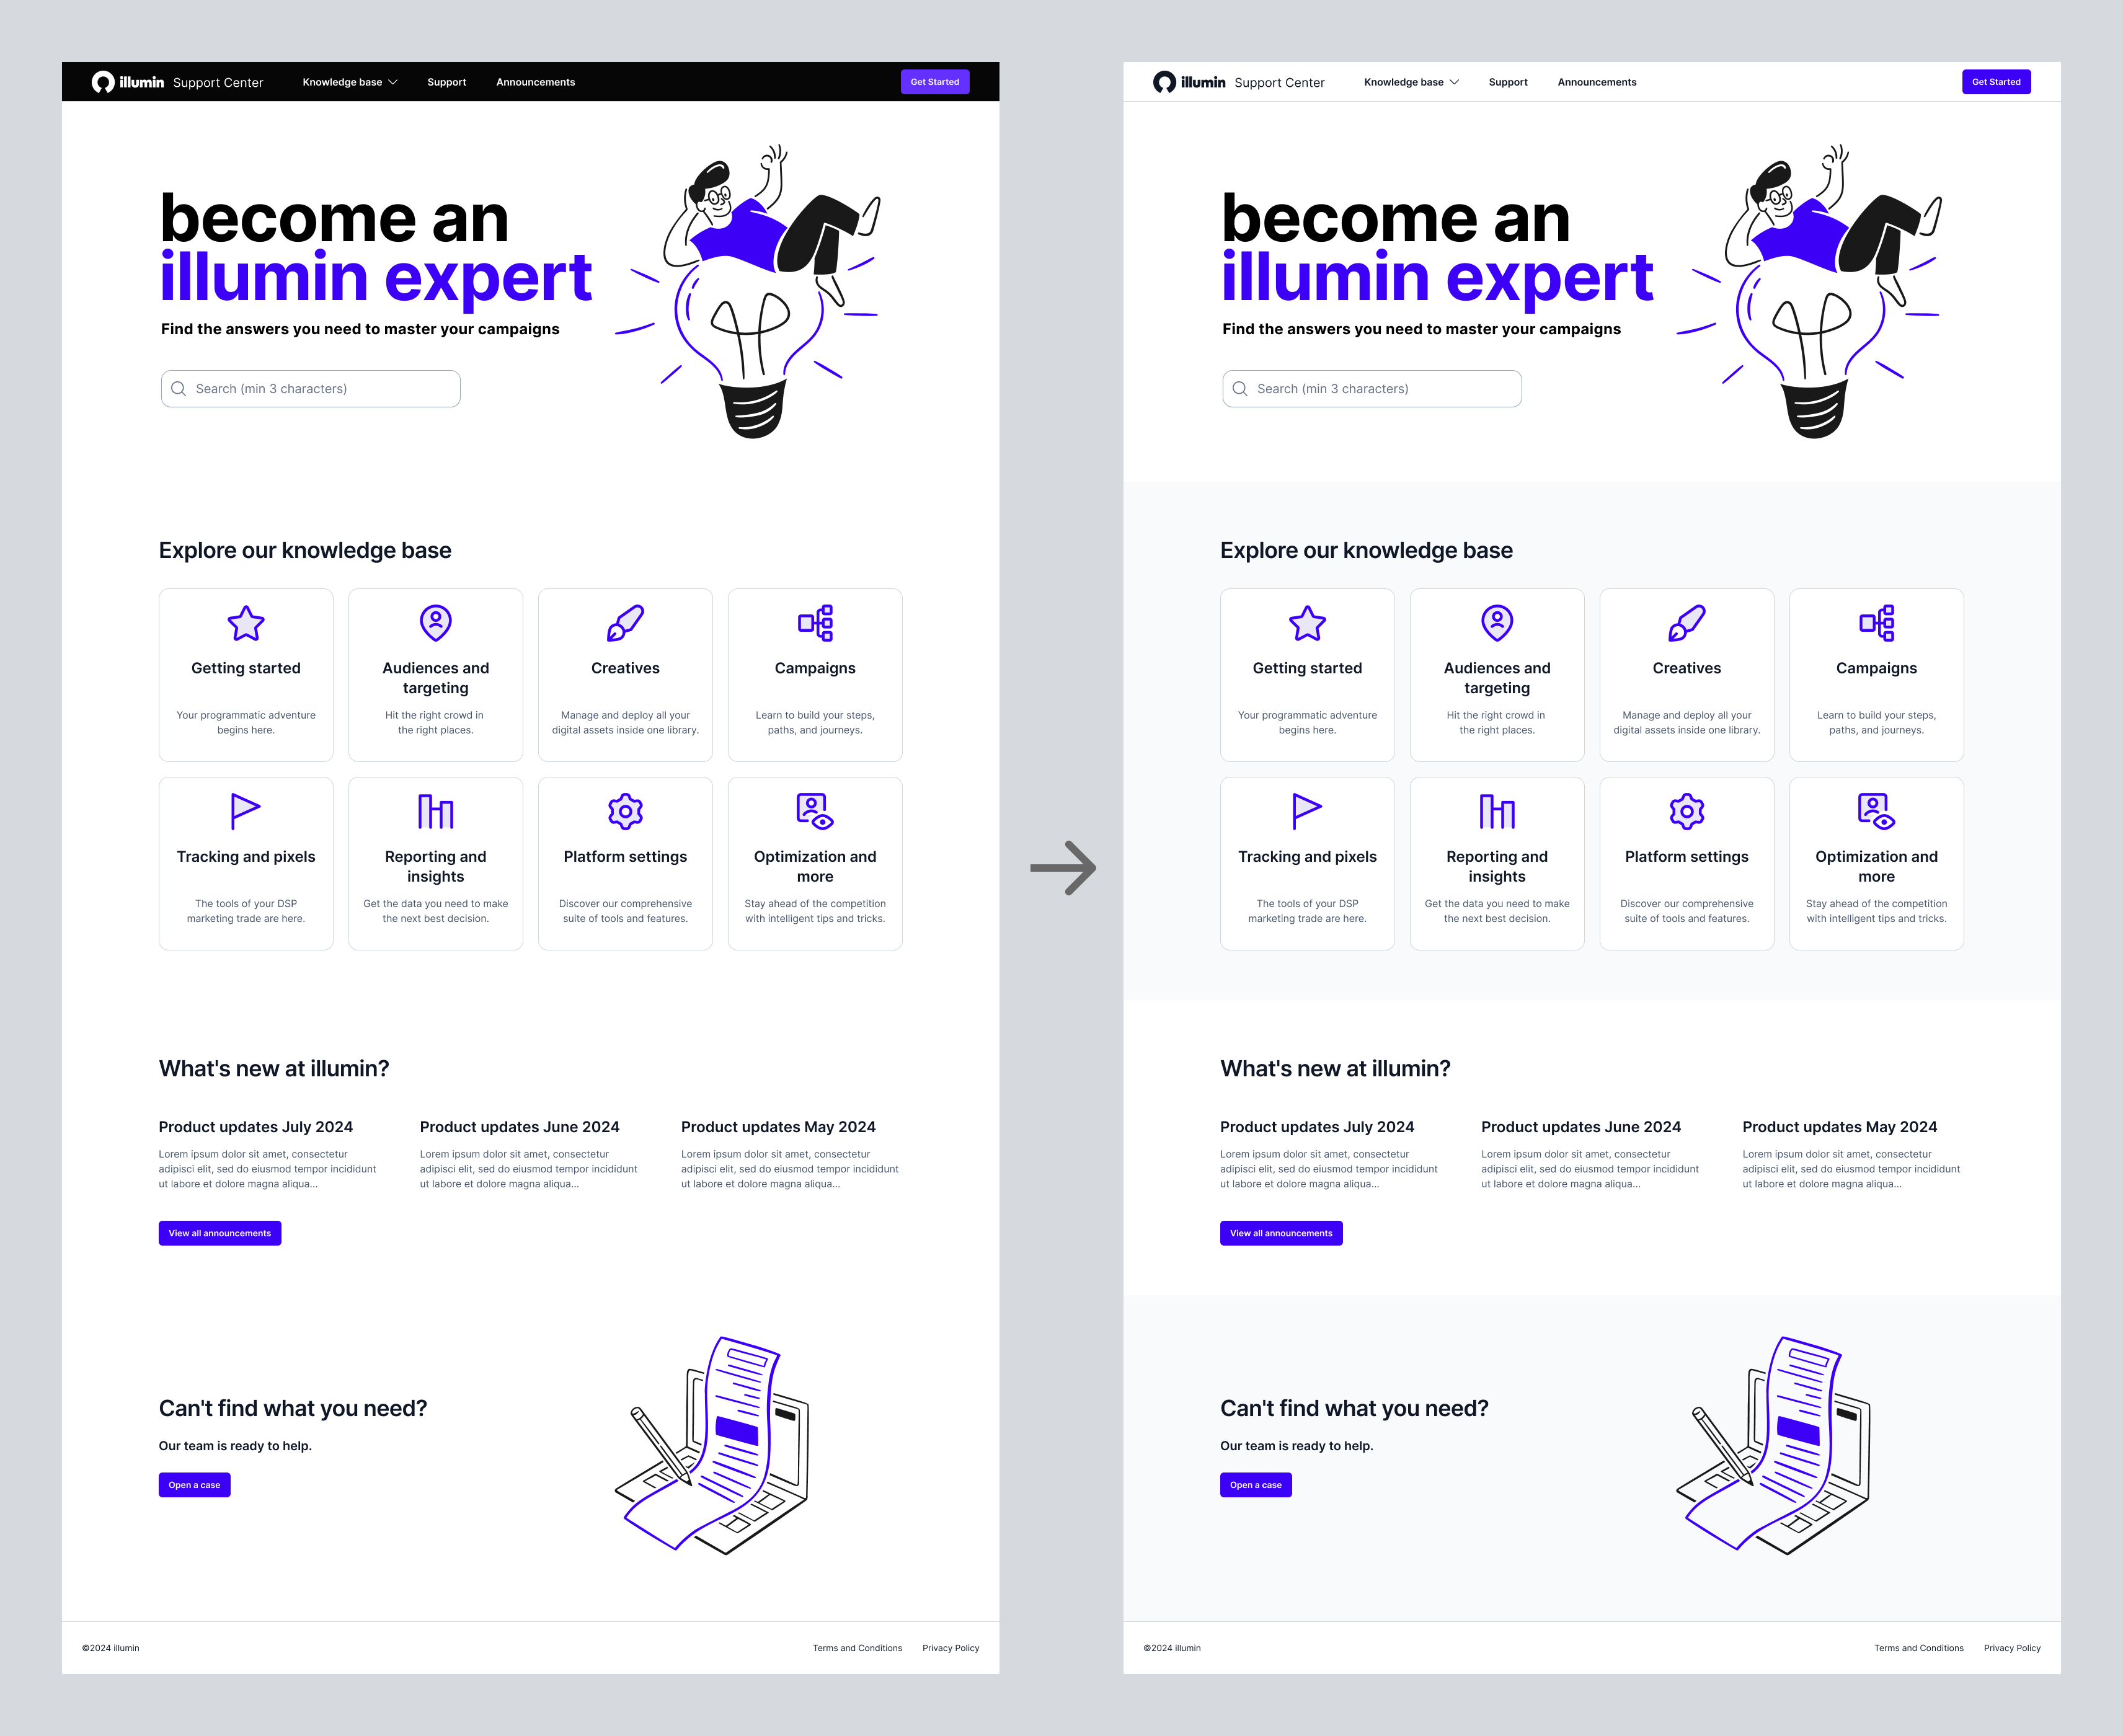 illumin Support Center Knowledge base Support Announcements Get Started
become an
illumin expert
Find the answers you need to master your campaigns
Search (min 3 characters)
Explore our knowledge base
Getting started
Your programmatic adventure
begins here.
Audiences and
targeting
Hit the right crowd in
the right places.
Creatives
Manage and deploy all your
digital assets inside one library.
Campaigns
Learn to build your steps,
paths, and journeys.
Tracking and pixels
The tools of your DSP
marketing trade are here.
Reporting and
insights
Get the data you need to make
the next best decision.
Platform settings
Discover our comprehensive
suite of tools and features.
Optimization and
more
Stay ahead of the competition
with intelligent tips and tricks.
What's new at illumin?
Product updates July 2024
Lorem ipsum dolor sit amet, consectetur
adipisci elit, sed do eiusmod tempor incididunt
ut labore et dolore magna aliqua...
Product updates June 2024
Lorem ipsum dolor sit amet, consectetur
adipisci elit, sed do eiusmod tempor incididunt
ut labore et dolore magna aliqua...
Product updates May 2024
Lorem ipsum dolor sit amet, consectetur
adipisci elit, sed do eiusmod tempor incididunt
ut labore et dolore magna aliqua...
View all announcements
Can't find what you need?
Our team is ready to help.
Open a case
©2024 illumin Terms and Conditions Privacy Policy
illumin Support Center Knowledge base Support Announcements Get Started
become an
illumin expert
Find the answers you need to master your campaigns
Search (min 3 characters)
Explore our knowledge base
Getting started
Your programmatic adventure
begins here.
Audiences and
targeting
Hit the right crowd in
the right places.
Creatives
Manage and deploy all your
digital assets inside one library.
Campaigns
Learn to build your steps,
paths, and journeys.
Tracking and pixels
The tools of your DSP
marketing trade are here.
Reporting and
insights
Get the data you need to make
the next best decision.
Platform settings
Discover our comprehensive
suite of tools and features.
Optimization and
more
Stay ahead of the competition
with intelligent tips and tricks.
What's new at illumin?
Product updates July 2024
Lorem ipsum dolor sit amet, consectetur
adipisci elit, sed do eiusmod tempor incididunt
ut labore et dolore magna aliqua...
Product updates June 2024
Lorem ipsum dolor sit amet, consectetur
adipisci elit, sed do eiusmod tempor incididunt
ut labore et dolore magna aliqua...
Product updates May 2024
Lorem ipsum dolor sit amet, consectetur
adipisci elit, sed do eiusmod tempor incididunt
ut labore et dolore magna aliqua...
View all announcements
Can't find what you need?
Our team is ready to help.
Open a case
©2024 illumin Terms and Conditions Privacy Policy